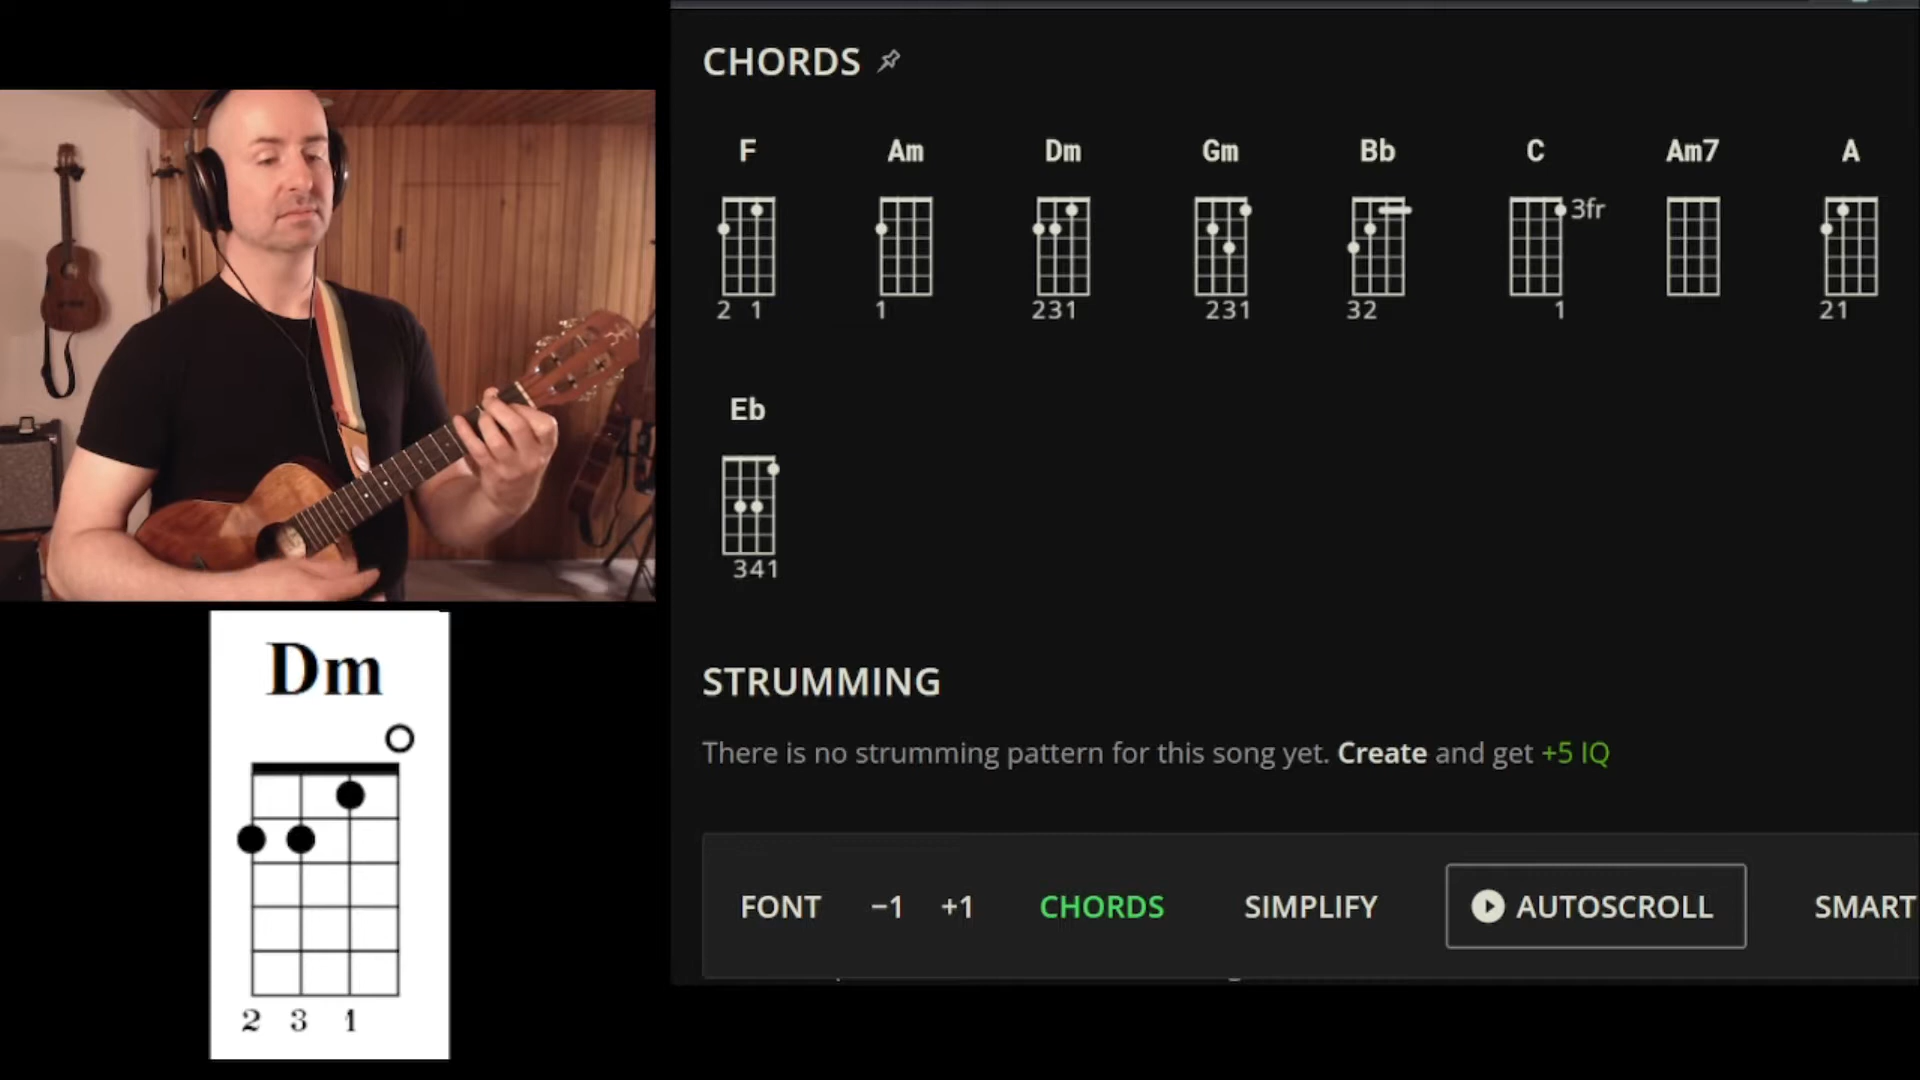 CHORDS
F Am Dm Gm Bb C Am7 A
3fr
2 1 1 231 231 32 1 21
Eb
341
STRUMMING
There is no strumming pattern for this song yet. Create and get +5 IQ
FONT −1 +1 CHORDS SIMPLIFY AUTOSCROLL SMART
Dm
2 3 1